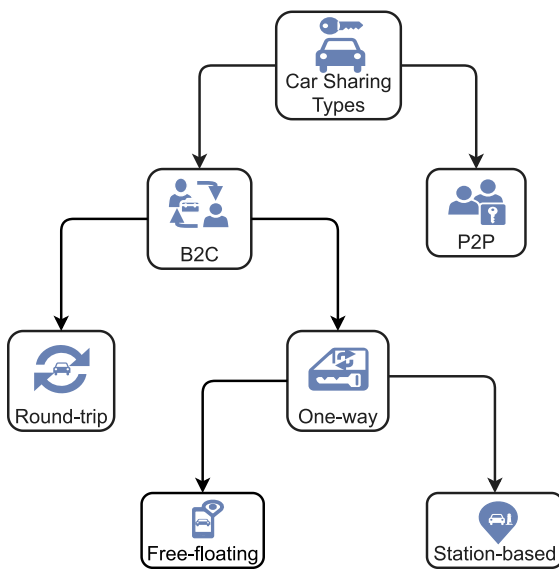 Car Sharing
Types
B2C
P2P
Round-trip
One-way
Free-floating
Station-based